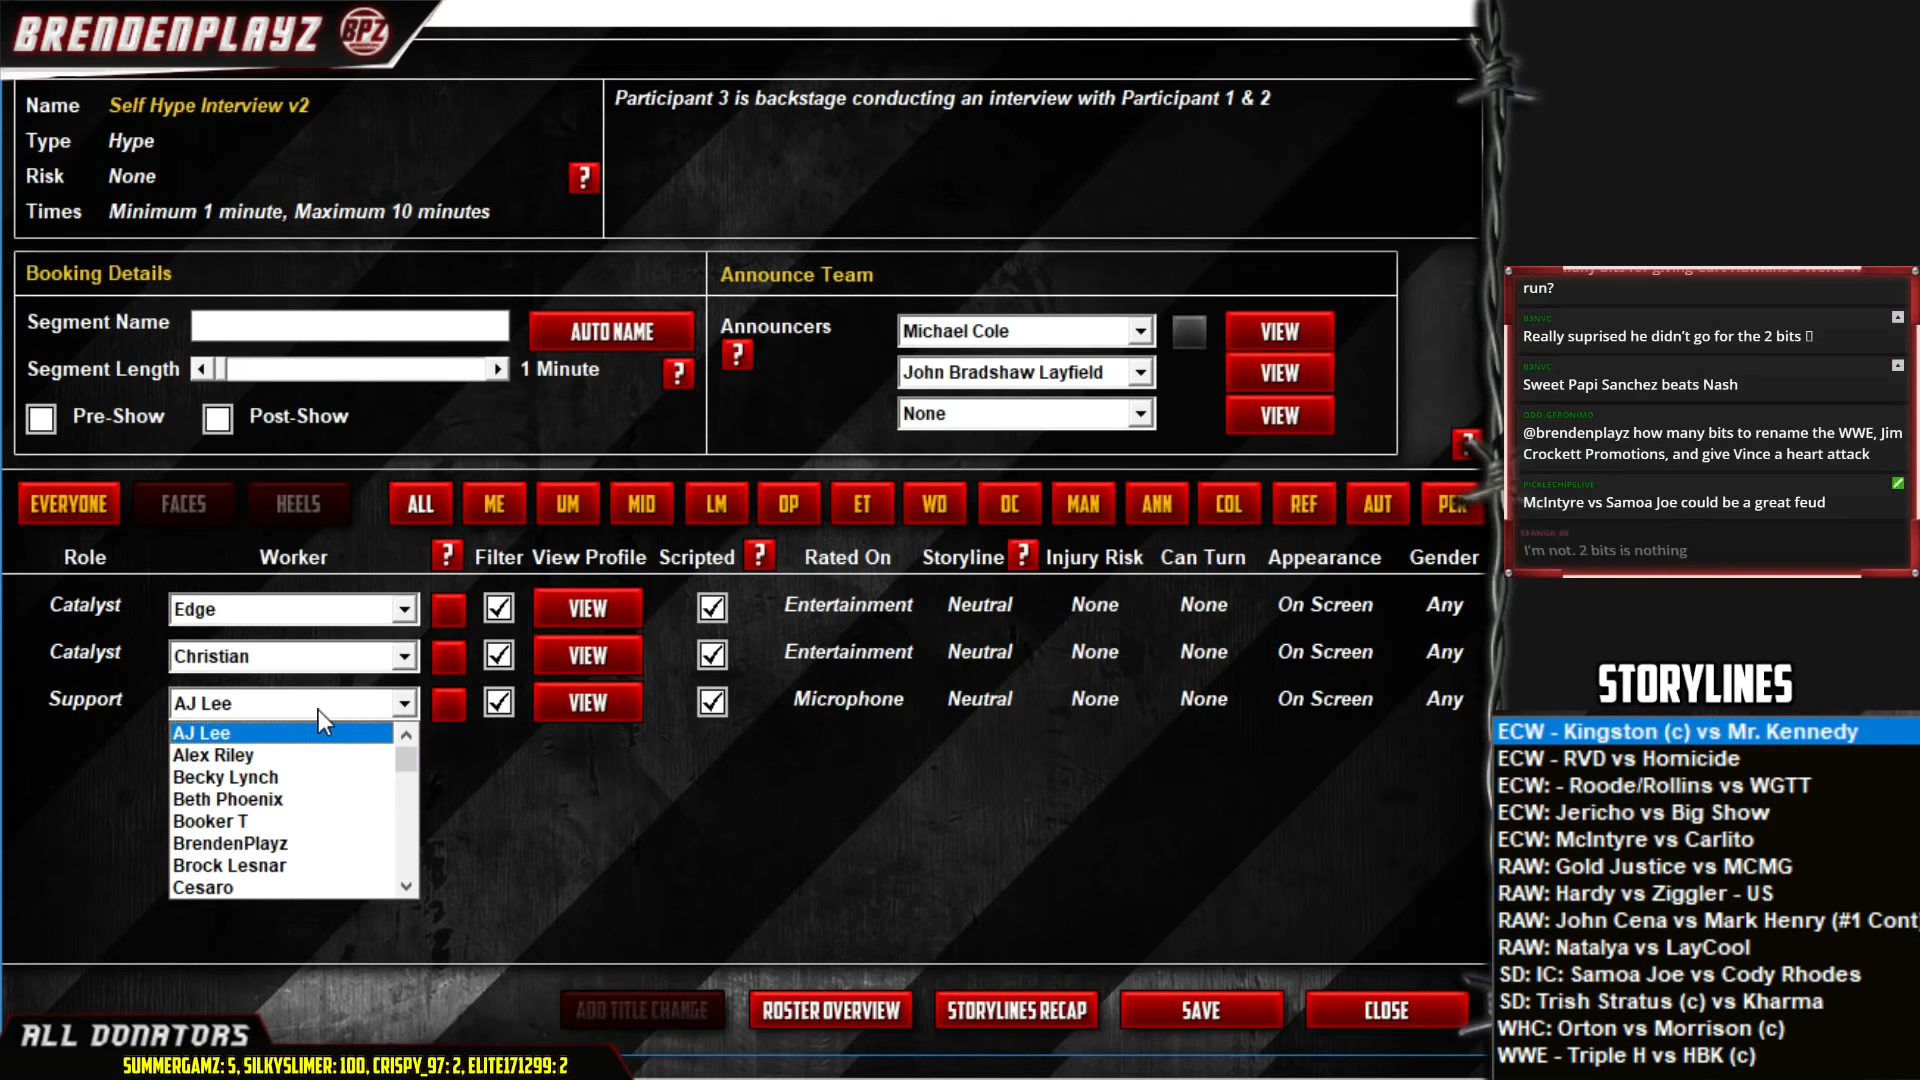 BRENDENPLAYZ
BPZ
Name Self Hype Interview v2
Type Hype
Risk None
Times Minimum 1 minute, Maximum 10 minutes
?
Participant 3 is backstage conducting an interview with Participant 1 & 2
Booking Details
Segment Name
AUTO NAME
Segment Length
1 Minute
?
Pre-Show
Post-Show
Announce Team
Announcers
?
Michael Cole
VIEW
John Bradshaw Layfield
VIEW
None
VIEW
?
EVERYONE FACES HEELS ALL ME UM MID LM OP ET WO OC MAN ANN COL REF AUT PER
Role Worker ? Filter View Profile Scripted ? Rated On Storyline ? Injury Risk Can Turn Appearance Gender
Catalyst Edge VIEW Entertainment Neutral None None On Screen Any
Catalyst Christian VIEW Entertainment Neutral None None On Screen Any
Support AJ Lee VIEW Microphone Neutral None None On Screen Any
AJ Lee
Alex Riley
Becky Lynch
Beth Phoenix
Booker T
BrendenPlayz
Brock Lesnar
Cesaro
ADD TITLE CHANGE ROSTER OVERVIEW STORYLINES RECAP SAVE CLOSE
ALL DONATORS
SUMMERGAMZ: 5, SILKYSLIMER: 100, CRISPY_97: 2, ELITE171299: 2
run?
B3NVC
Really suprised he didn't go for the 2 bits
B3NVC
Sweet Papi Sanchez beats Nash
ODD GERONIMO
@brendenplayz how many bits to rename the WWE, Jim
Crockett Promotions, and give Vince a heart attack
PICKLECHIPSLIVE
McIntyre vs Samoa Joe could be a great feud
I'm not. 2 bits is nothing
STORYLINES
ECW - Kingston (c) vs Mr. Kennedy
ECW - RVD vs Homicide
ECW: - Roode/Rollins vs WGTT
ECW: Jericho vs Big Show
ECW: McIntyre vs Carlito
RAW: Gold Justice vs MCMG
RAW: Hardy vs Ziggler - US
RAW: John Cena vs Mark Henry (#1 Cont
RAW: Natalya vs LayCool
SD: IC: Samoa Joe vs Cody Rhodes
SD: Trish Stratus (c) vs Kharma
WHC: Orton vs Morrison (c)
WWE - Triple H vs HBK (c)